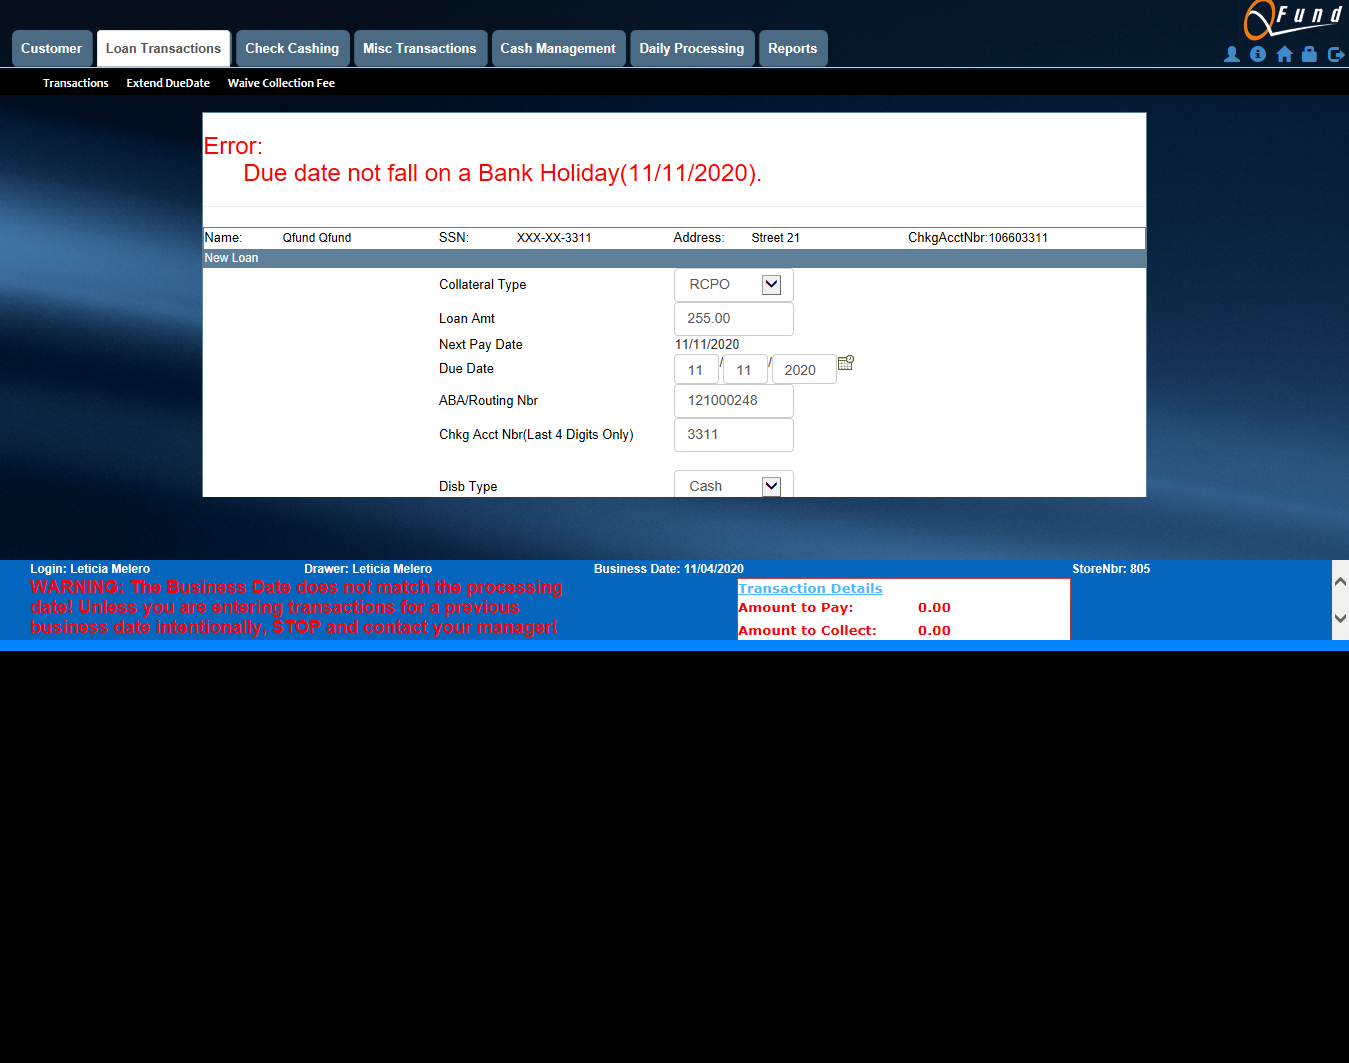 QFund
Customer
Loan Transactions
Check Cashing
Misc Transactions
Cash Management
Daily Processing
Reports
Transactions
Extend DueDate
Waive Collection Fee
Error:
Due date not fall on a Bank Holiday(11/11/2020).
Name: Qfund Qfund SSN: XXX-XX-3311 Address: Street 21 ChkgAcctNbr:106603311
New Loan
Collateral Type RCPO
Loan Amt 255.00
Next Pay Date 11/11/2020
Due Date 11 / 11 / 2020
ABA/Routing Nbr 121000248
Chkg Acct Nbr(Last 4 Digits Only) 3311
Disb Type Cash
Login: Leticia Melero Drawer: Leticia Melero Business Date: 11/04/2020 StoreNbr: 805
WARNING: The Business Date does not match the processing
date! Unless you are entering transactions for a previous
business date intentionally, STOP and contact your manager!
Transaction Details
Amount to Pay: 0.00
Amount to Collect: 0.00